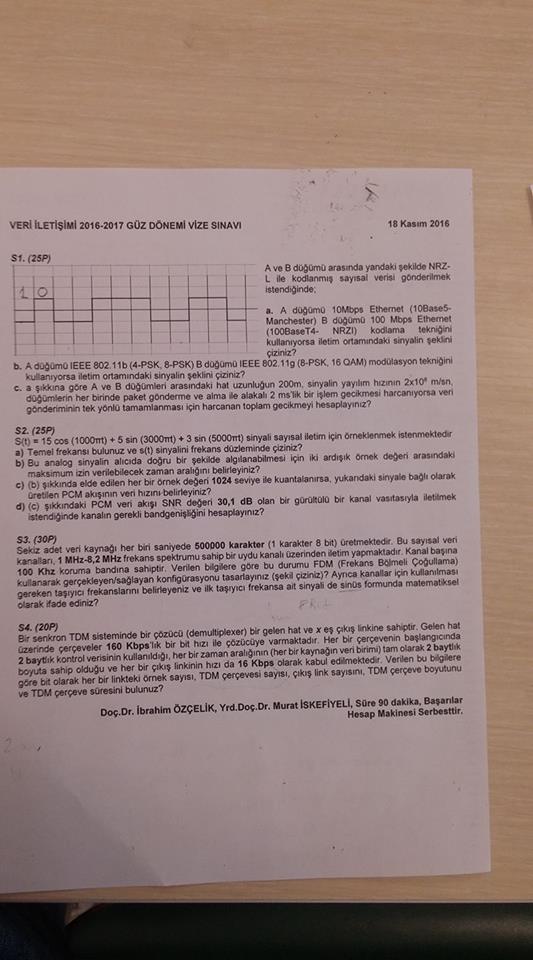 VERİ İLETİŞİMİ 2016-2017 GÜZ DÖNEMİ VİZE SINAVI 18 Kasım 2016
S1. (25P)
1 0
A ve B düğümü arasında yandaki şekilde NRZ-
L ile kodlanmış sayısal verisi gönderilmek
istendiğinde;
a. A düğümü 10Mbps Ethernet (10Base5-
Manchester) B düğümü 100 Mbps Ethernet
(100BaseT4- NRZI) kodlama tekniğini
kullanıyorsa iletim ortamındaki sinyalin şeklini
çiziniz?
b. A düğümü IEEE 802.11b (4-PSK, 8-PSK) B düğümü IEEE 802.11g (8-PSK, 16 QAM) modülasyon tekniğini
kullanıyorsa iletim ortamındaki sinyalin şeklini çiziniz?
c. a şıkkına göre A ve B düğümleri arasındaki hat uzunluğun 200m, sinyalin yayılım hızının 2x10⁸ m/sn,
düğümlerin her birinde paket gönderme ve alma ile alakalı 2 ms'lik bir işlem gecikmesi harcanıyorsa veri
gönderiminin tek yönlü tamamlanması için harcanan toplam gecikmeyi hesaplayınız?
S2. (25P)
S(t) = 15 cos (1000πt) + 5 sin (3000πt) + 3 sin (5000πt) sinyali sayısal iletim için örneklenmek istenmektedir
a) Temel frekansı bulunuz ve s(t) sinyalini frekans düzleminde çiziniz?
b) Bu analog sinyalin alıcıda doğru bir şekilde algılanabilmesi için iki ardışık örnek değeri arasındaki
maksimum izin verilebilecek zaman aralığını belirleyiniz?
c) (b) şıkkında elde edilen her bir örnek değeri 1024 seviye ile kuantalanırsa, yukarıdaki sinyale bağlı olarak
üretilen PCM akışının veri hızını belirleyiniz?
d) (c) şıkkındaki PCM veri akışı SNR değeri 30,1 dB olan bir gürültülü bir kanal vasıtasıyla iletilmek
istendiğinde kanalın gerekli bandgenişliğini hesaplayınız?
S3. (30P)
Sekiz adet veri kaynağı her biri saniyede 500000 karakter (1 karakter 8 bit) üretmektedir. Bu sayısal veri
kanalları, 1 MHZ-8,2 MHz frekans spektrumu sahip bir uydu kanalı üzerinden iletim yapmaktadır. Kanal başına
100 Khz koruma bandına sahiptir. Verilen bilgilere göre bu durumu FDM (Frekans Bölmeli Çoğullama)
kullanarak gerçekleyen/sağlayan konfigürasyonu tasarlayınız (şekil çiziniz)? Ayrıca kanallar için kullanılması
gereken taşıyıcı frekanslarını belirleyeniz ve ilk taşıyıcı frekansa ait sinyali de sinüs formunda matematiksel
olarak ifade ediniz?
S4. (20P)
Bir senkron TDM sisteminde bir çözücü (demultiplexer) bir gelen hat ve x eş çıkış linkine sahiptir. Gelen hat
üzerinde çerçeveler 160 Kbps'lık bir bit hızı ile çözücüye varmaktadır. Her bir çerçevenin başlangıcında
2 baytlık kontrol verisinin kullanıldığı, her bir zaman aralığının (her bir kaynağın veri birimi) tam olarak 2 baytlık
boyuta sahip olduğu ve her bir çıkış linkinin hızı da 16 Kbps olarak kabul edilmektedir. Verilen bu bilgilere
göre bit olarak her bir linkteki örnek sayısı, TDM çerçevesi sayısı, çıkış link sayısını, TDM çerçeve boyutunu
ve TDM çerçeve süresini bulunuz?
Doç.Dr. İbrahim ÖZÇELİK, Yrd.Doç.Dr. Murat İSKEFİYELİ, Süre 90 dakika, Başarılar
Hesap Makinesi Serbesttir.